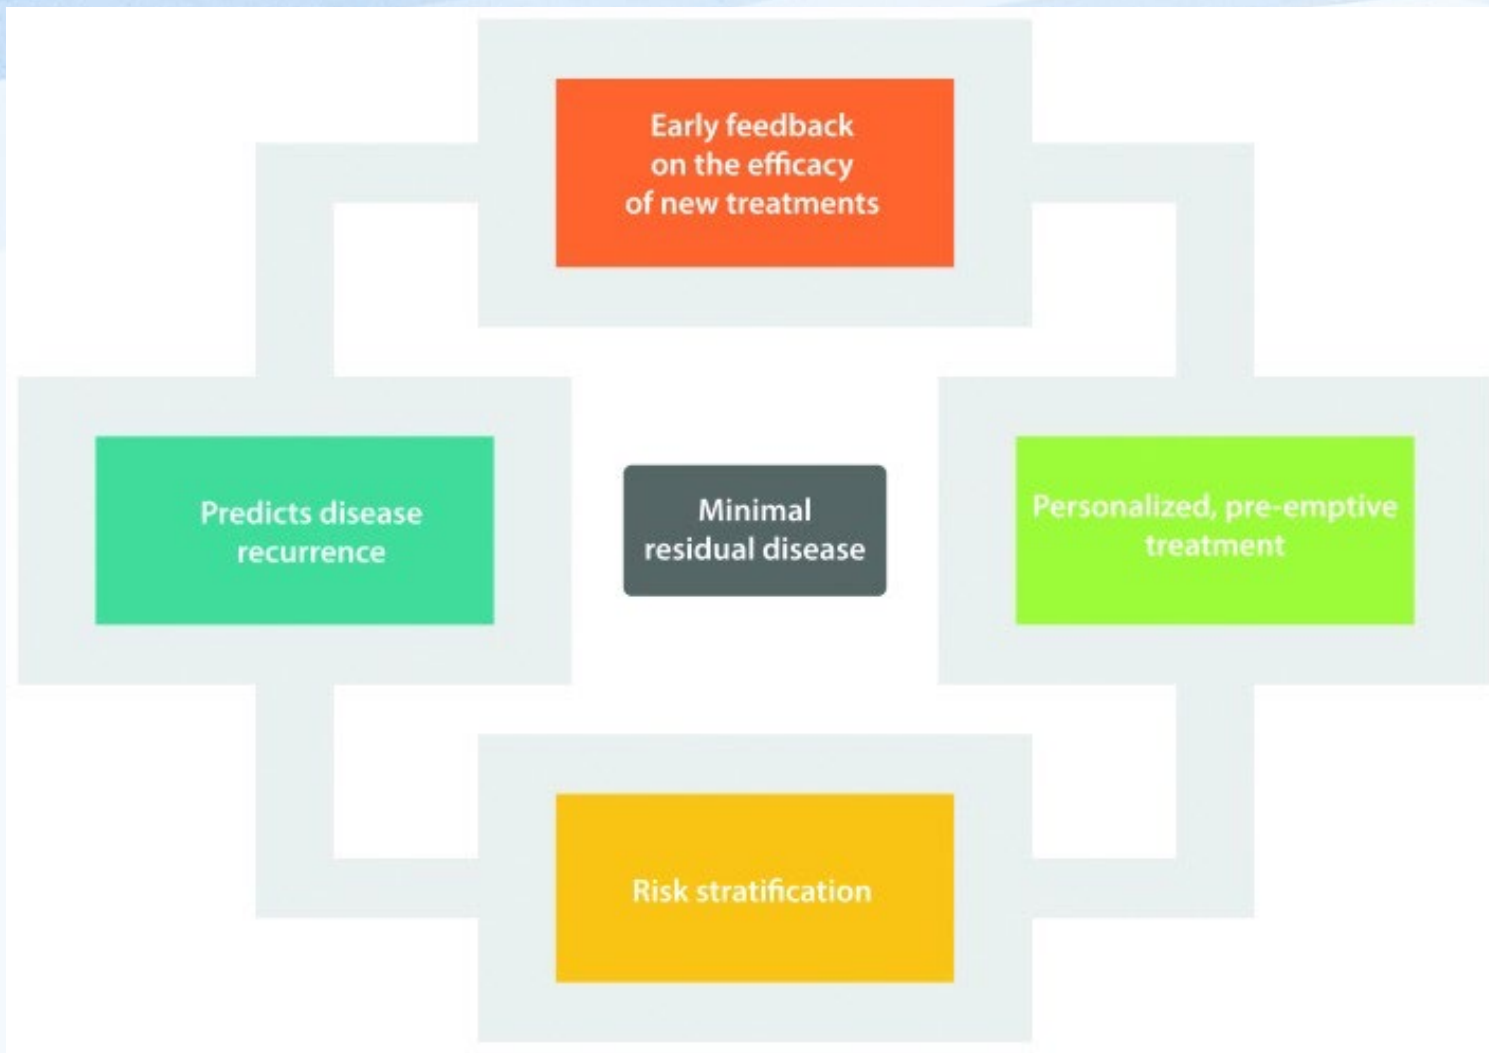 Early feedback
on the efficacy
of new treatments
Predicts disease
recurrence
Minimal
residual disease
Personalized, pre-emptive
treatment
Risk stratification